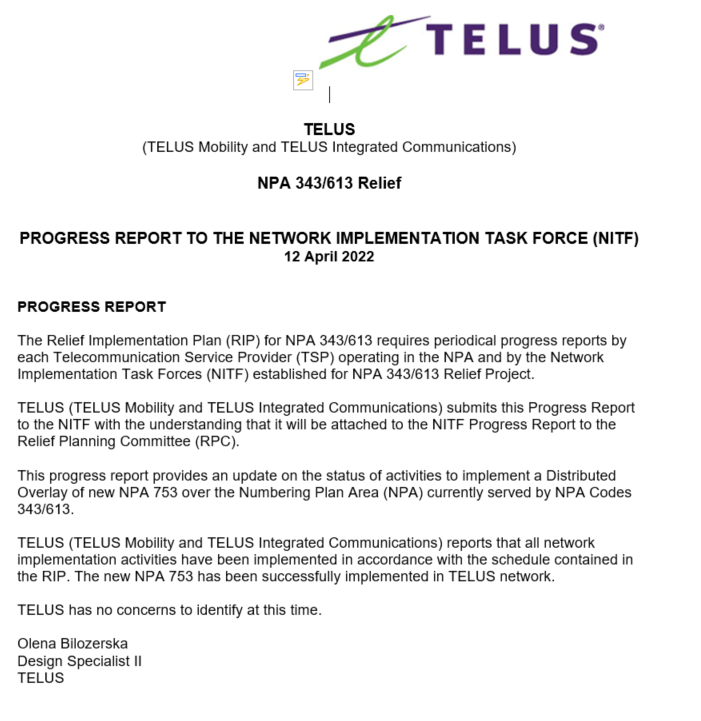 TELUS®
TELUS
(TELUS Mobility and TELUS Integrated Communications)
NPA 343/613 Relief
PROGRESS REPORT TO THE NETWORK IMPLEMENTATION TASK FORCE (NITF)
12 April 2022
PROGRESS REPORT
The Relief Implementation Plan (RIP) for NPA 343/613 requires periodical progress reports by
each Telecommunication Service Provider (TSP) operating in the NPA and by the Network
Implementation Task Forces (NITF) established for NPA 343/613 Relief Project.
TELUS (TELUS Mobility and TELUS Integrated Communications) submits this Progress Report
to the NITF with the understanding that it will be attached to the NITF Progress Report to the
Relief Planning Committee (RPC).
This progress report provides an update on the status of activities to implement a Distributed
Overlay of new NPA 753 over the Numbering Plan Area (NPA) currently served by NPA Codes
343/613.
TELUS (TELUS Mobility and TELUS Integrated Communications) reports that all network
implementation activities have been implemented in accordance with the schedule contained in
the RIP. The new NPA 753 has been successfully implemented in TELUS network.
TELUS has no concerns to identify at this time.
Olena Bilozerska
Design Specialist II
TELUS